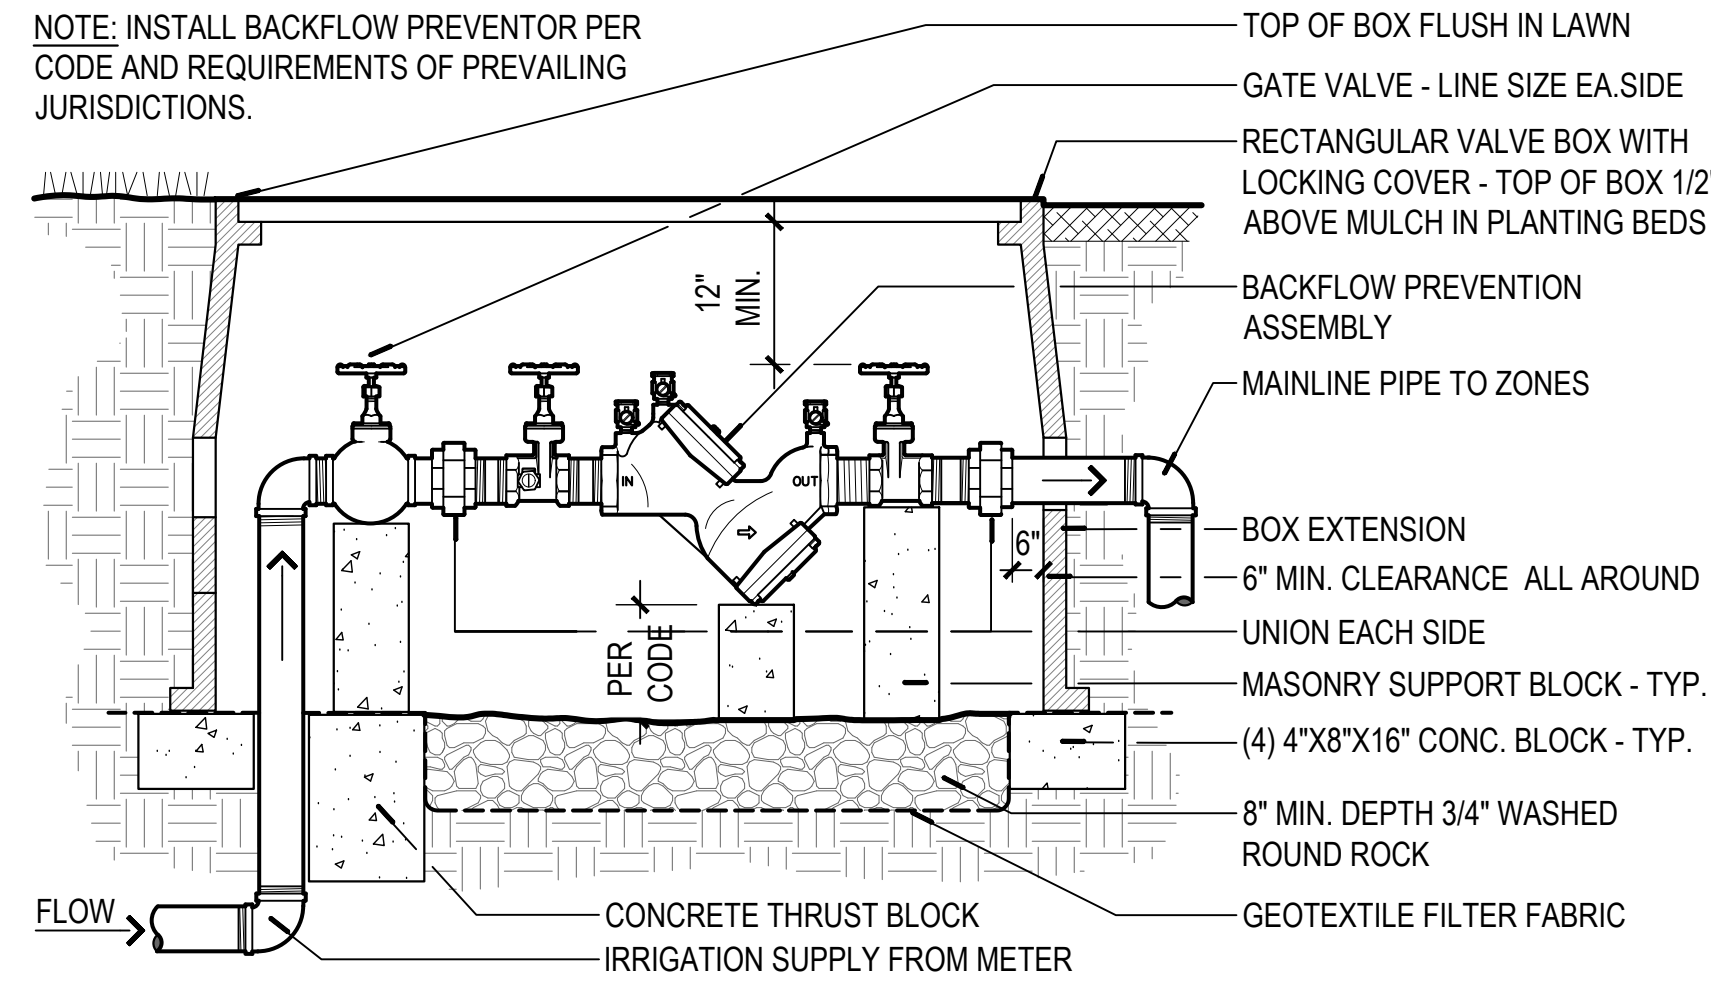 NOTE: INSTALL BACKFLOW PREVENTOR PER
CODE AND REQUIREMENTS OF PREVAILING
JURISDICTIONS.
TOP OF BOX FLUSH IN LAWN
GATE VALVE - LINE SIZE EA.SIDE
RECTANGULAR VALVE BOX WITH
LOCKING COVER - TOP OF BOX 1/2"
ABOVE MULCH IN PLANTING BEDS
12"
MIN.
BACKFLOW PREVENTION
ASSEMBLY
MAINLINE PIPE TO ZONES
IN
OUT
BOX EXTENSION
6"
6" MIN. CLEARANCE ALL AROUND
UNION EACH SIDE
PER
CODE
MASONRY SUPPORT BLOCK - TYP.
(4) 4"X8"X16" CONC. BLOCK - TYP.
8" MIN. DEPTH 3/4" WASHED
ROUND ROCK
FLOW
CONCRETE THRUST BLOCK
GEOTEXTILE FILTER FABRIC
IRRIGATION SUPPLY FROM METER